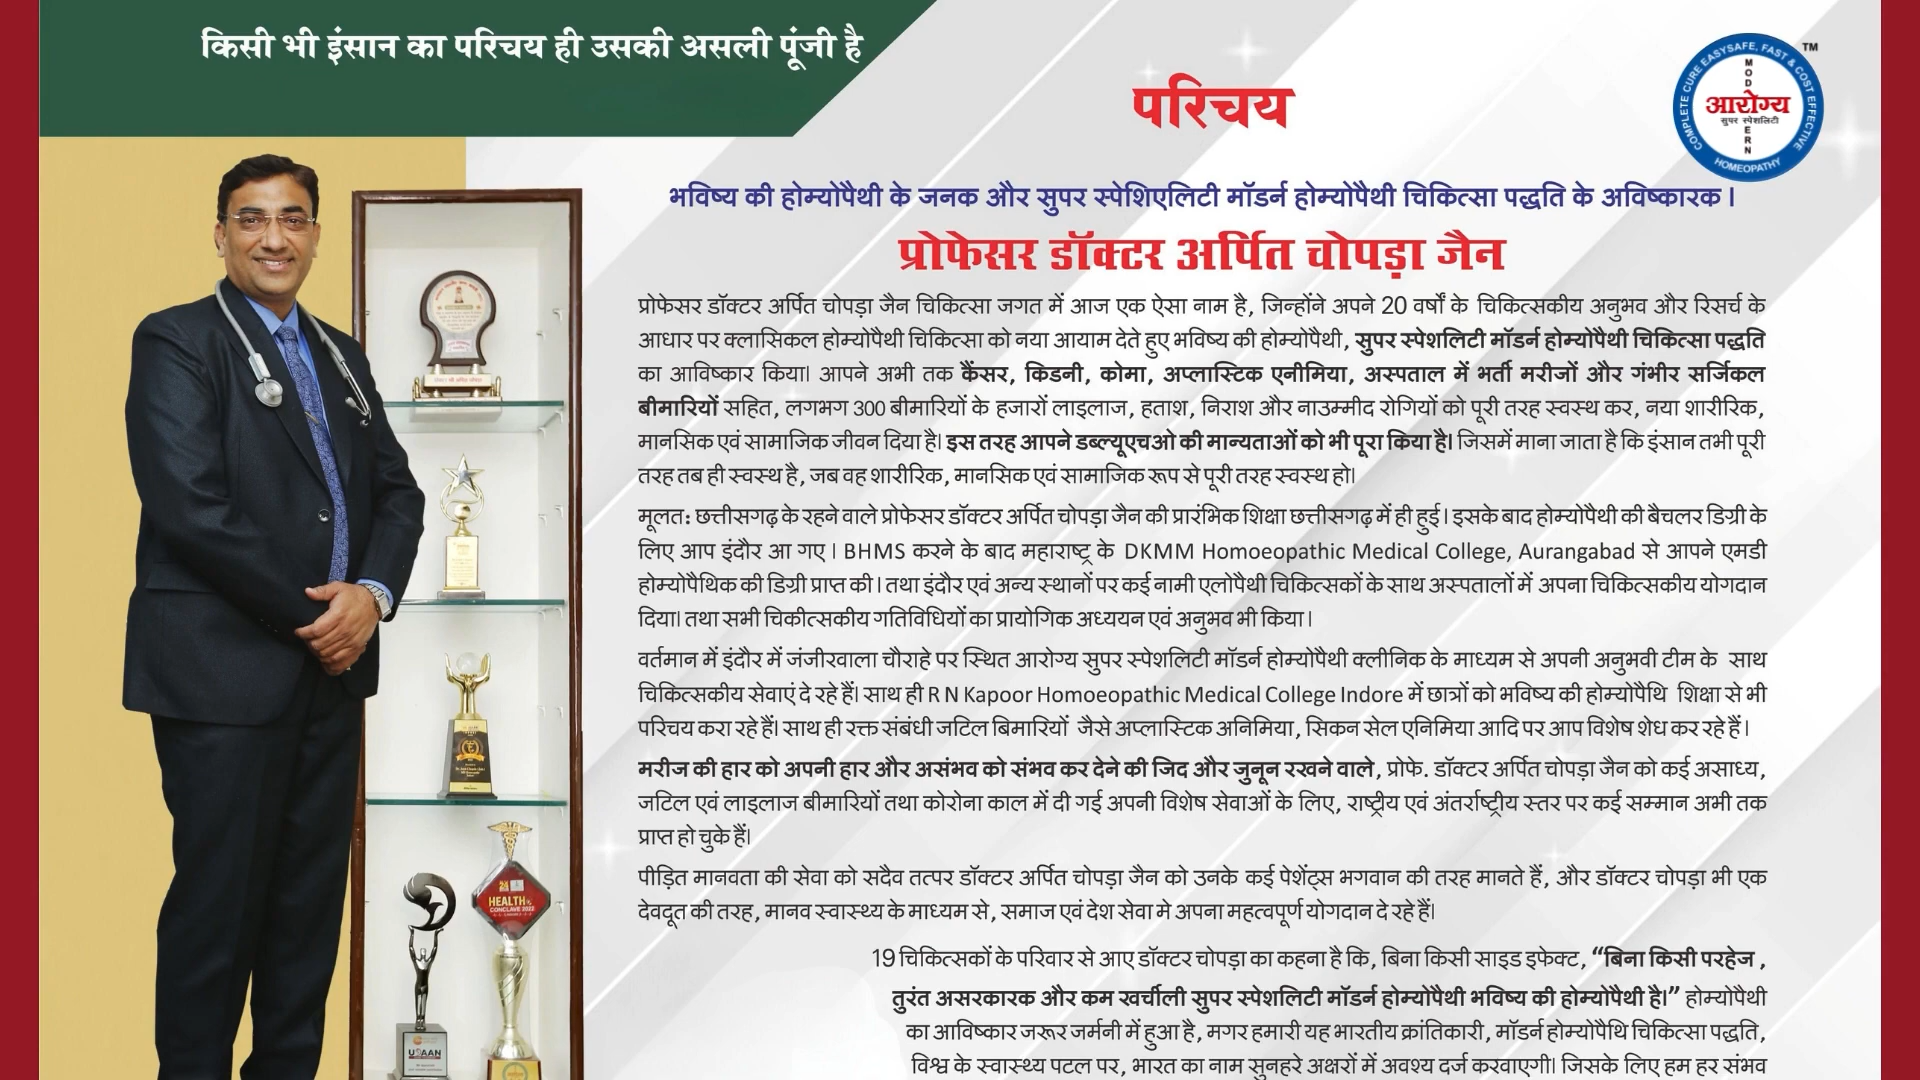 किसी भी इंसान का परिचय ही उसकी असली पूंजी है
परिचय
COMPLETE CURE EASYSAFE, FAST & COST EFFECTIVE
TM
MODERN
आरोग्य
सुपर स्पेशलिटी
HOMEOPATHY
भविष्य की होम्योपैथी के जनक और सुपर स्पेशिएलिटी मॉडर्न होम्योपैथी चिकित्सा पद्धति के अविष्कारक।
प्रोफेसर डॉक्टर अर्पित चोपड़ा जैन
प्रोफेसर डॉक्टर अर्पित चोपड़ा जैन चिकित्सा जगत में आज एक ऐसा नाम है, जिन्होंने अपने 20 वर्षों के चिकित्सकीय अनुभव और रिसर्च के
आधार पर क्लासिकल होम्योपैथी चिकित्सा को नया आयाम देते हुए भविष्य की होम्योपैथी, सुपर स्पेशलिटी मॉडर्न होम्योपैथी चिकित्सा पद्धति
का आविष्कार किया। आपने अभी तक कैंसर, किडनी, कोमा, अप्लास्टिक एनीमिया, अस्पताल में भर्ती मरीजों और गंभीर सर्जिकल
बीमारियों सहित, लगभग 300 बीमारियों के हजारों लाइलाज, हताश, निराश और नाउम्मीद रोगियों को पूरी तरह स्वस्थ कर, नया शारीरिक,
मानसिक एवं सामाजिक जीवन दिया है। इस तरह आपने डब्ल्यूएचओ की मान्यताओं को भी पूरा किया है। जिसमें माना जाता है कि इंसान तभी पूरी
तरह तब ही स्वस्थ है, जब वह शारीरिक, मानसिक एवं सामाजिक रूप से पूरी तरह स्वस्थ हो।
मूलत: छत्तीसगढ़ के रहने वाले प्रोफेसर डॉक्टर अर्पित चोपड़ा जैन की प्रारंभिक शिक्षा छत्तीसगढ़ में ही हुई। इसके बाद होम्योपैथी की बैचलर डिग्री के
लिए आप इंदौर आ गए। BHMS करने के बाद महाराष्ट्र के DKMM Homoeopathic Medical College, Aurangabad से आपने एमडी
होम्योपैथिक की डिग्री प्राप्त की। तथा इंदौर एवं अन्य स्थानों पर कई नामी एलोपैथी चिकित्सकों के साथ अस्पतालों में अपना चिकित्सकीय योगदान
दिया। तथा सभी चिकीत्सकीय गतिविधियों का प्रायोगिक अध्ययन एवं अनुभव भी किया।
वर्तमान में इंदौर में जंजीरवाला चौराहे पर स्थित आरोग्य सुपर स्पेशलिटी मॉडर्न होम्योपैथी क्लीनिक के माध्यम से अपनी अनुभवी टीम के साथ
चिकित्सकीय सेवाएं दे रहे हैं। साथ ही R N Kapoor Homoeopathic Medical College Indore में छात्रों को भविष्य की होम्योपैथि शिक्षा से भी
परिचय करा रहे हैं। साथ ही रक्त संबंधी जटिल बिमारियों जैसे अप्लास्टिक अनिमिया, सिकन सेल एनिमिया आदि पर आप विशेष शेध कर रहे हैं।
मरीज की हार को अपनी हार और असंभव को संभव कर देने की जिद और जुनून रखने वाले, प्रोफे. डॉक्टर अर्पित चोपड़ा जैन को कई असाध्य,
जटिल एवं लाइलाज बीमारियों तथा कोरोना काल में दी गई अपनी विशेष सेवाओं के लिए, राष्ट्रीय एवं अंतर्राष्ट्रीय स्तर पर कई सम्मान अभी तक
प्राप्त हो चुके हैं।
पीड़ित मानवता की सेवा को सदैव तत्पर डॉक्टर अर्पित चोपड़ा जैन को उनके कई पेशेंट्स भगवान की तरह मानते हैं, और डॉक्टर चोपड़ा भी एक
देवदूत की तरह, मानव स्वास्थ्य के माध्यम से, समाज एवं देश सेवा मे अपना महत्वपूर्ण योगदान दे रहे हैं।
19 चिकित्सकों के परिवार से आए डॉक्टर चोपड़ा का कहना है कि, बिना किसी साइड इफेक्ट, “बिना किसी परहेज,
तुरंत असरकारक और कम खर्चीली सुपर स्पेशलिटी मॉडर्न होम्योपैथी भविष्य की होम्योपैथी है।” होम्योपैथी
का आविष्कार जरूर जर्मनी में हुआ है, मगर हमारी यह भारतीय क्रांतिकारी, मॉडर्न होम्योपैथि चिकित्सा पद्धति,
विश्व के स्वास्थ्य पटल पर, भारत का नाम सुनहरे अक्षरों में अवश्य दर्ज करवाएगी। जिसके लिए हम हर संभव
HEALTH
CONCLAVE 2022